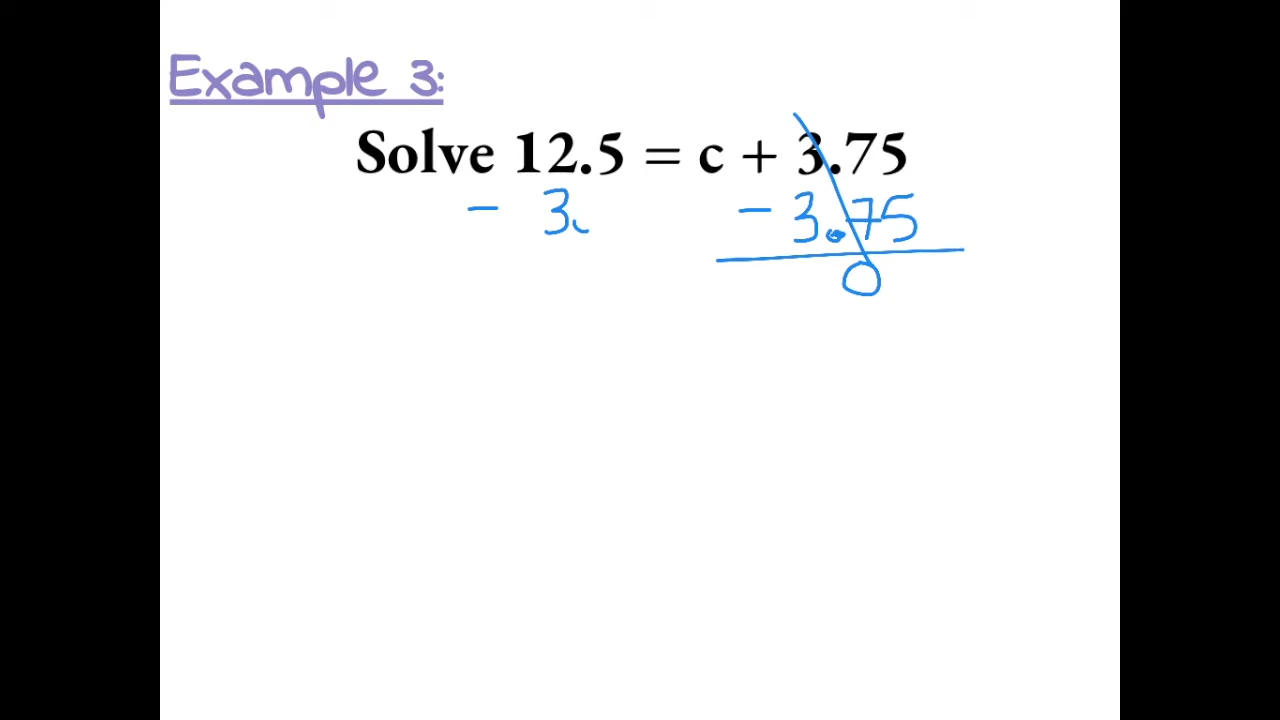 Example 3:
Solve 12.5 = c + 3.75
- 3. - 3.75
0